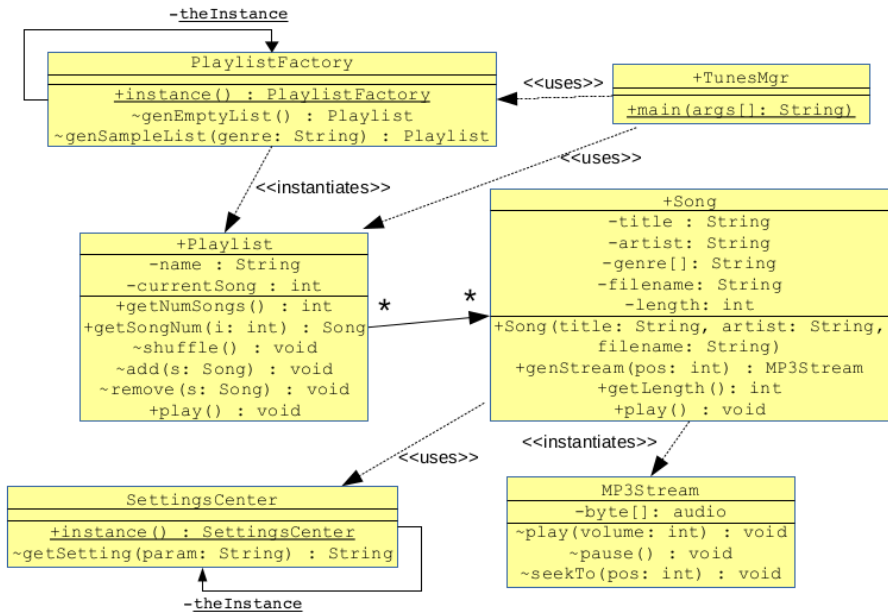 -theInstance
PlaylistFactory
+instance() : PlaylistFactory
~genEmptyList() : Playlist
~genSampleList(genre: String) : Playlist
<<uses>>
+TunesMgr
+main(args[]: String)
<<uses>>
<<instantiates>>
+Playlist
-name : String
-currentSong : int
+getNumSongs() : int
+getSongNum(i: int) : Song
~shuffle() : void
~add(s: Song) : void
~remove(s: Song) : void
+play() : void
*
*
+Song
-title : String
-artist: String
-genre[]: String
-filename: String
-length: int
+Song(title: String, artist: String,
filename: String)
+genStream(pos: int) : MP3Stream
+getLength(): int
+play() : void
<<uses>>
<<instantiates>>
SettingsCenter
+instance() : SettingsCenter
~getSetting(param: String) : String
-theInstance
MP3Stream
-byte[]: audio
~play(volume: int) : void
~pause() : void
~seekTo(pos: int) : void